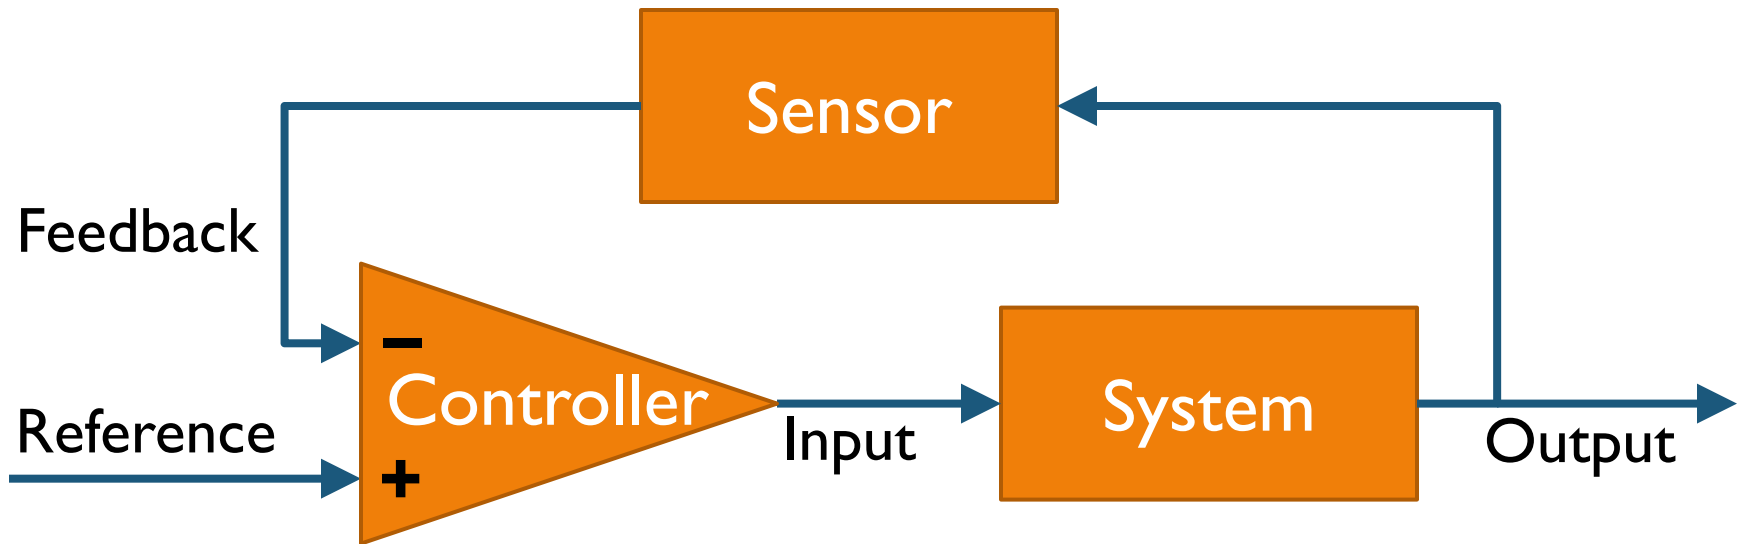 Sensor
Feedback
−
Controller
Reference
+
Input
System
Output